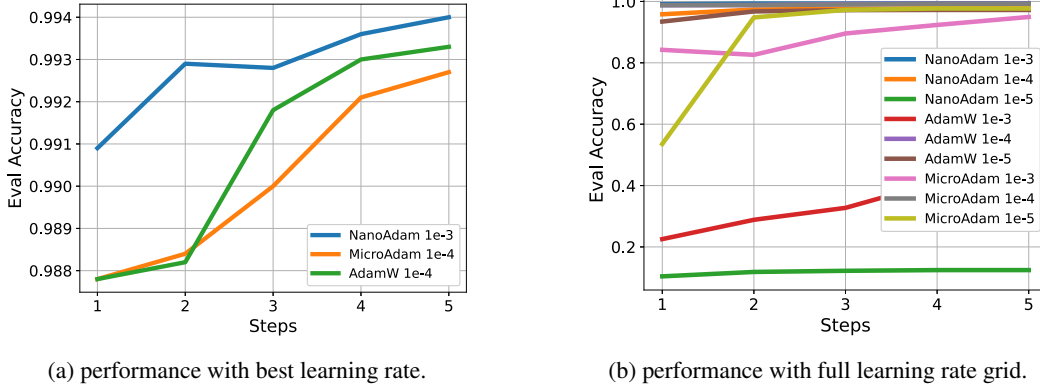 0.994
0.993
0.992
0.991
0.990
0.989
0.988
Eval Accuracy
1 2 3 4 5
Steps
NanoAdam 1e-3
MicroAdam 1e-4
AdamW 1e-4
(a) performance with best learning rate.
1.0
0.8
0.6
0.4
0.2
Eval Accuracy
1 2 3 4 5
Steps
NanoAdam 1e-3
NanoAdam 1e-4
NanoAdam 1e-5
AdamW 1e-3
AdamW 1e-4
AdamW 1e-5
MicroAdam 1e-3
MicroAdam 1e-4
MicroAdam 1e-5
(b) performance with full learning rate grid.